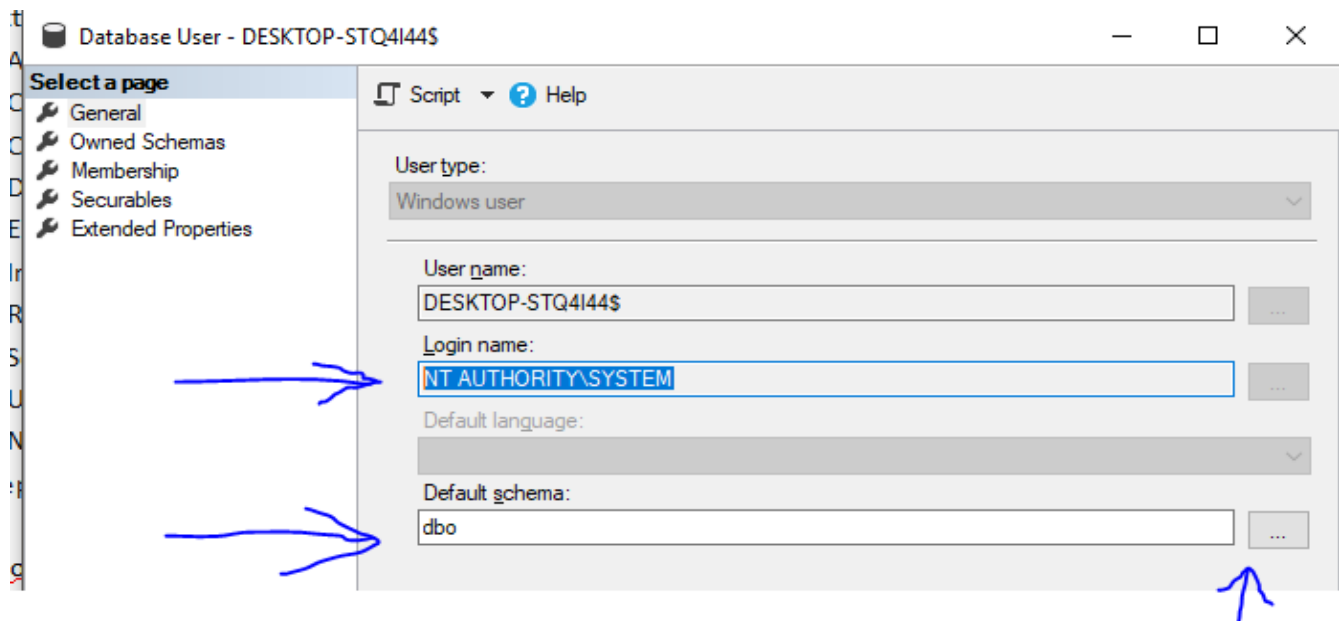 Database User - DESKTOP-STQ4I44$
Select a page
General
Owned Schemas
Membership
Securables
Extended Properties
Script
Help
User type:
Windows user
User name:
DESKTOP-STQ4I44$
...
Login name:
NT AUTHORITY\SYSTEM
...
Default language:
Default schema:
dbo
...